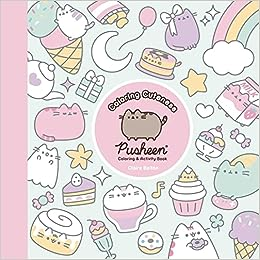 Coloring Cuteness
Pusheen
Coloring & Activity Book
Claire Belton